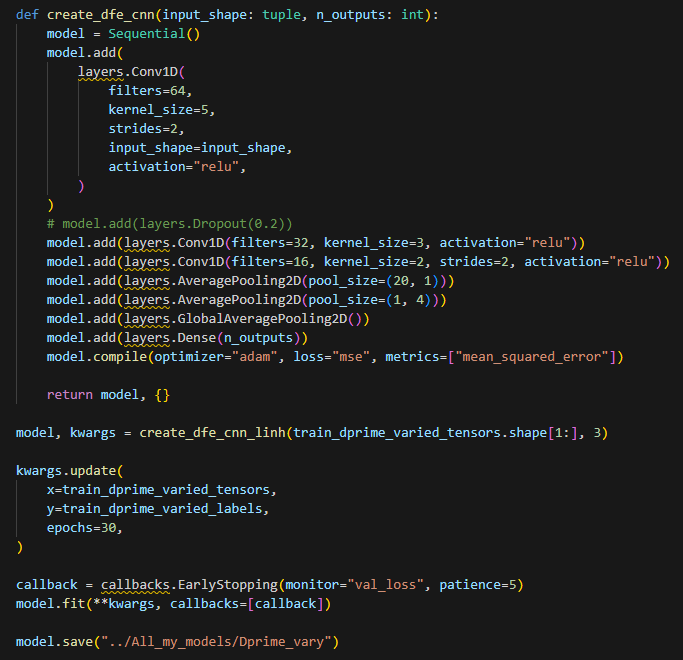 def create_dfe_cnn(input_shape: tuple, n_outputs: int):
    model = Sequential()
    model.add(
        layers.Conv1D(
            filters=64,
            kernel_size=5,
            strides=2,
            input_shape=input_shape,
            activation="relu",
        )
    )
    # model.add(layers.Dropout(0.2))
    model.add(layers.Conv1D(filters=32, kernel_size=3, activation="relu"))
    model.add(layers.Conv1D(filters=16, kernel_size=2, strides=2, activation="relu"))
    model.add(layers.AveragePooling2D(pool_size=(20, 1)))
    model.add(layers.AveragePooling2D(pool_size=(1, 4)))
    model.add(layers.GlobalAveragePooling2D())
    model.add(layers.Dense(n_outputs))
    model.compile(optimizer="adam", loss="mse", metrics=["mean_squared_error"])

    return model, {}

model, kwargs = create_dfe_cnn_linh(train_dprime_varied_tensors.shape[1:], 3)

kwargs.update(
    x=train_dprime_varied_tensors,
    y=train_dprime_varied_labels,
    epochs=30,
)

callback = callbacks.EarlyStopping(monitor="val_loss", patience=5)
model.fit(**kwargs, callbacks=[callback])

model.save("../All_my_models/Dprime_vary")